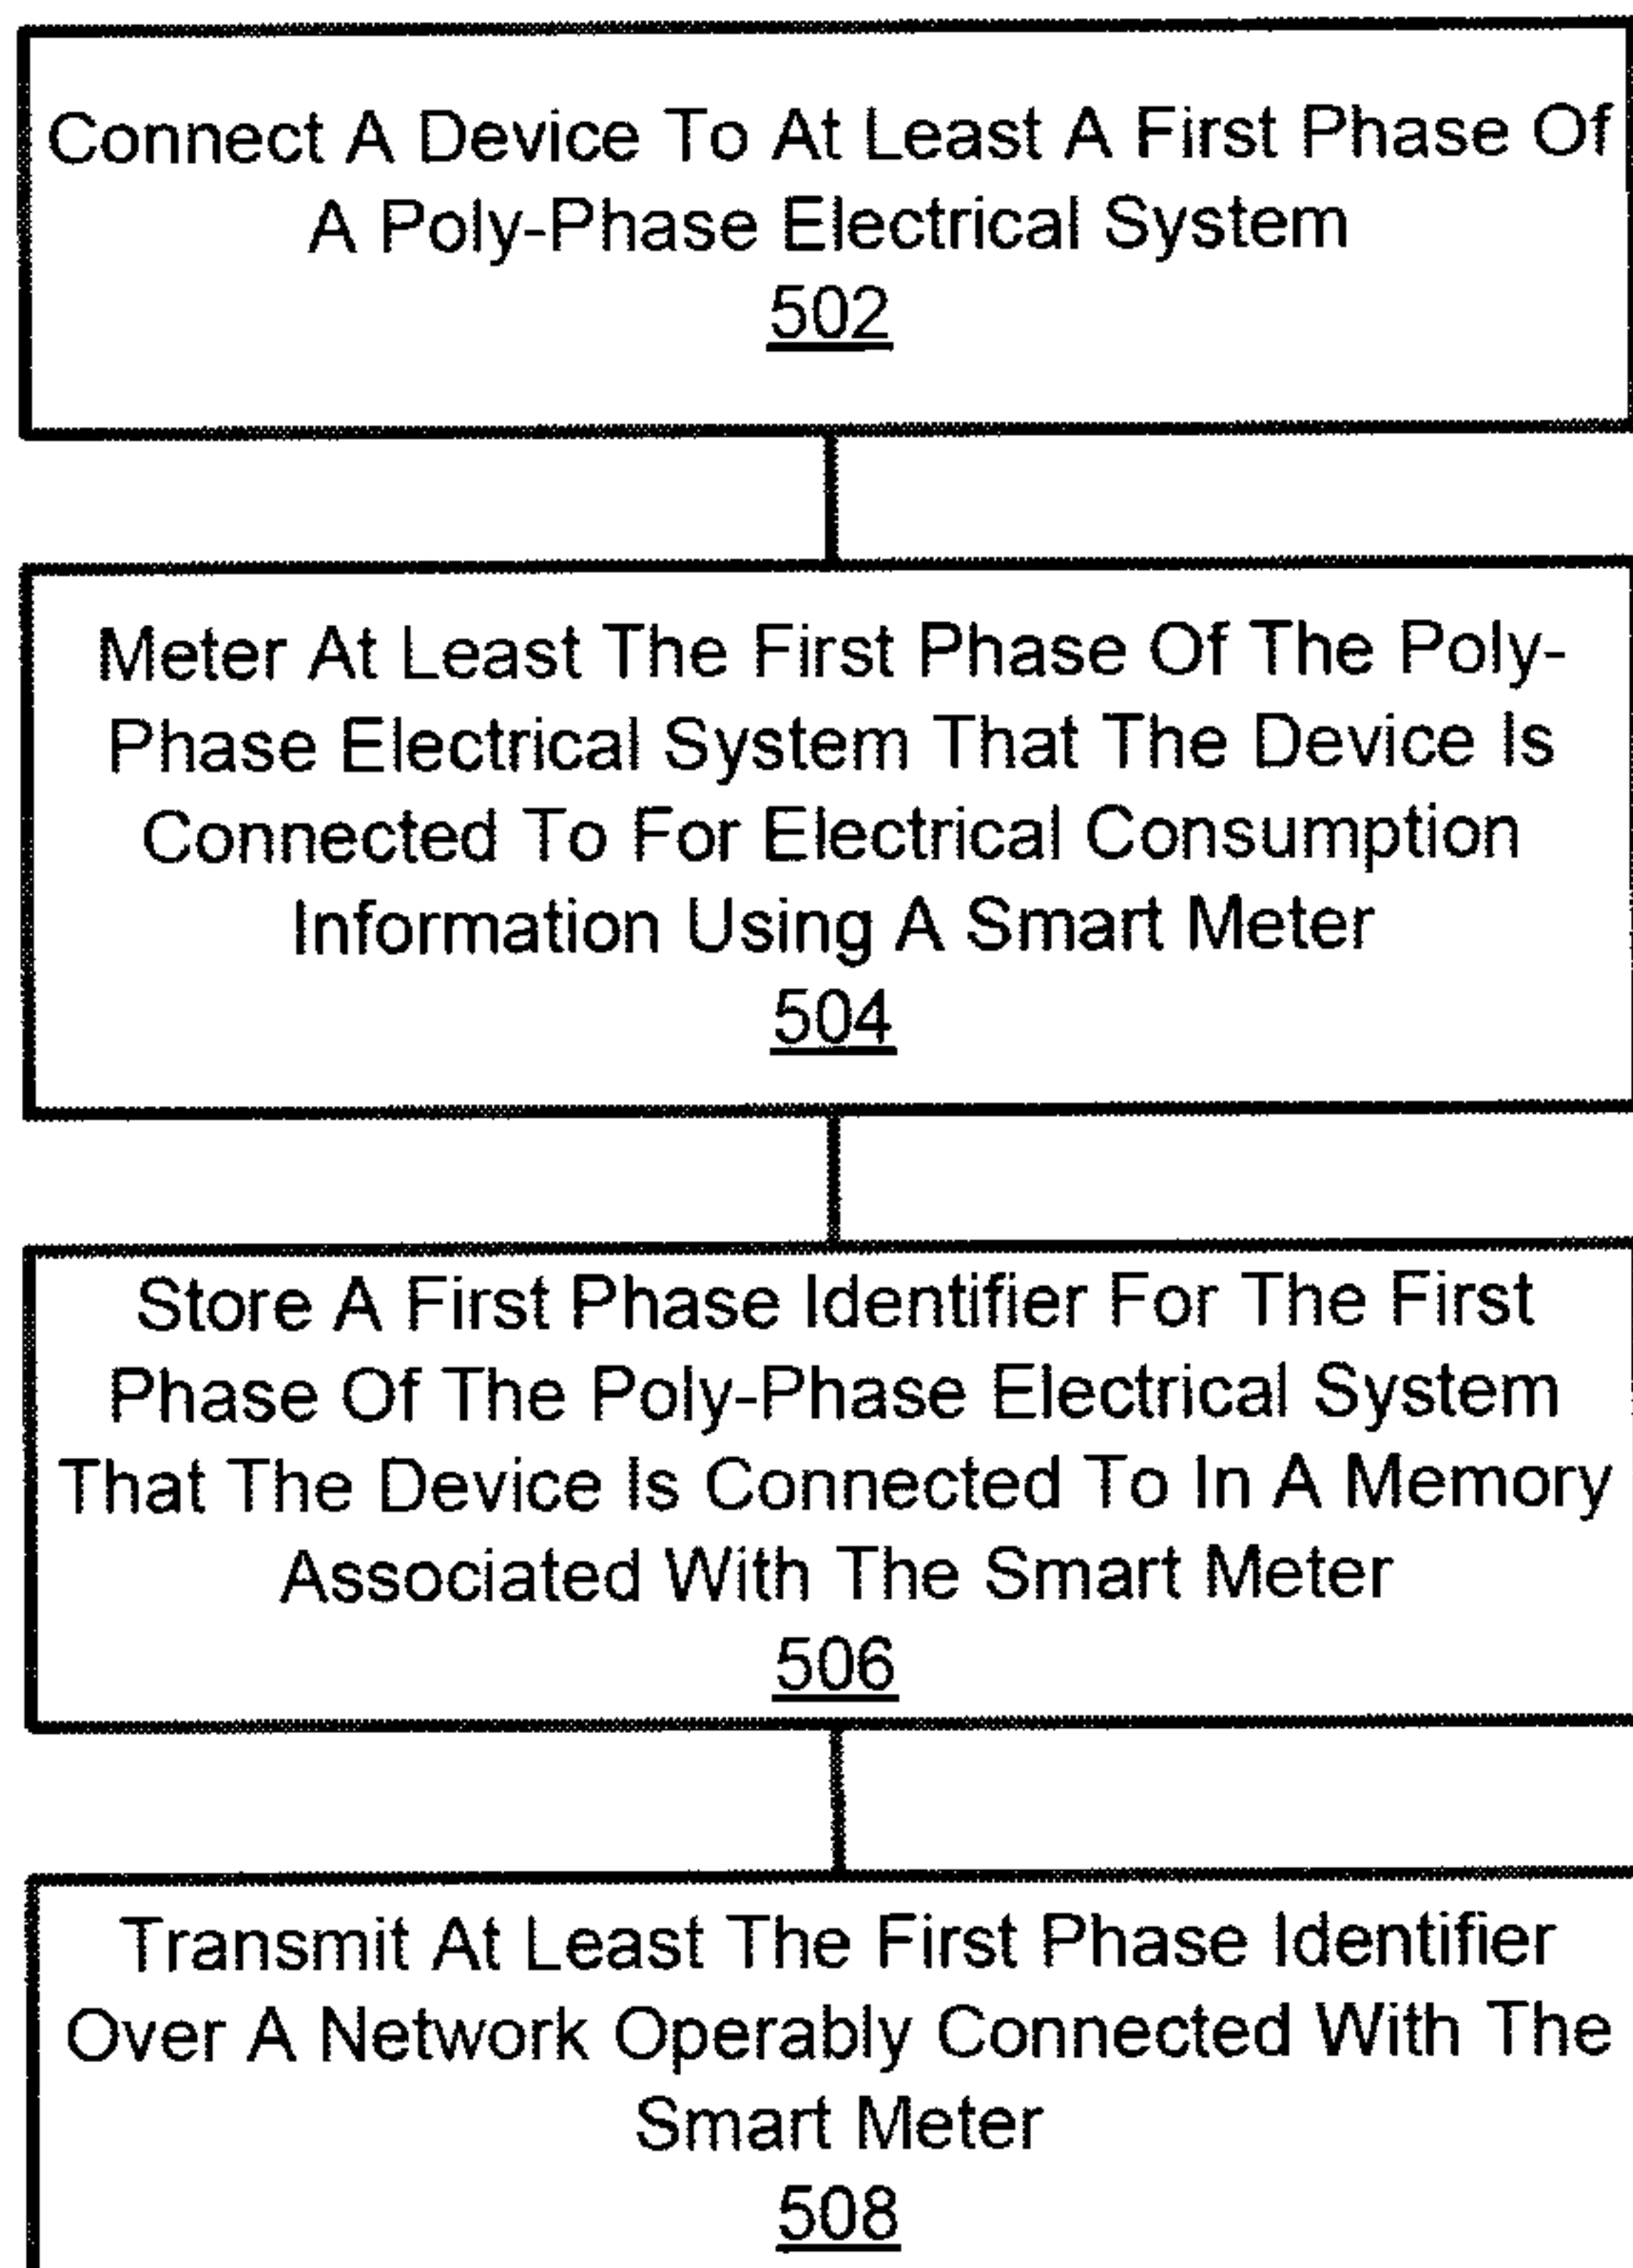 Connect A Device To At Least A First Phase Of
A Poly-Phase Electrical System
502
Meter At Least The First Phase Of The Poly-
Phase Electrical System That The Device Is
Connected To For Electrical Consumption
Information Using A Smart Meter
504
Store A First Phase Identifier For The First
Phase Of The Poly-Phase Electrical System
That The Device Is Connected To In A Memory
Associated With The Smart Meter
506
Transmit At Least The First Phase Identifier
Over A Network Operably Connected With The
Smart Meter
508